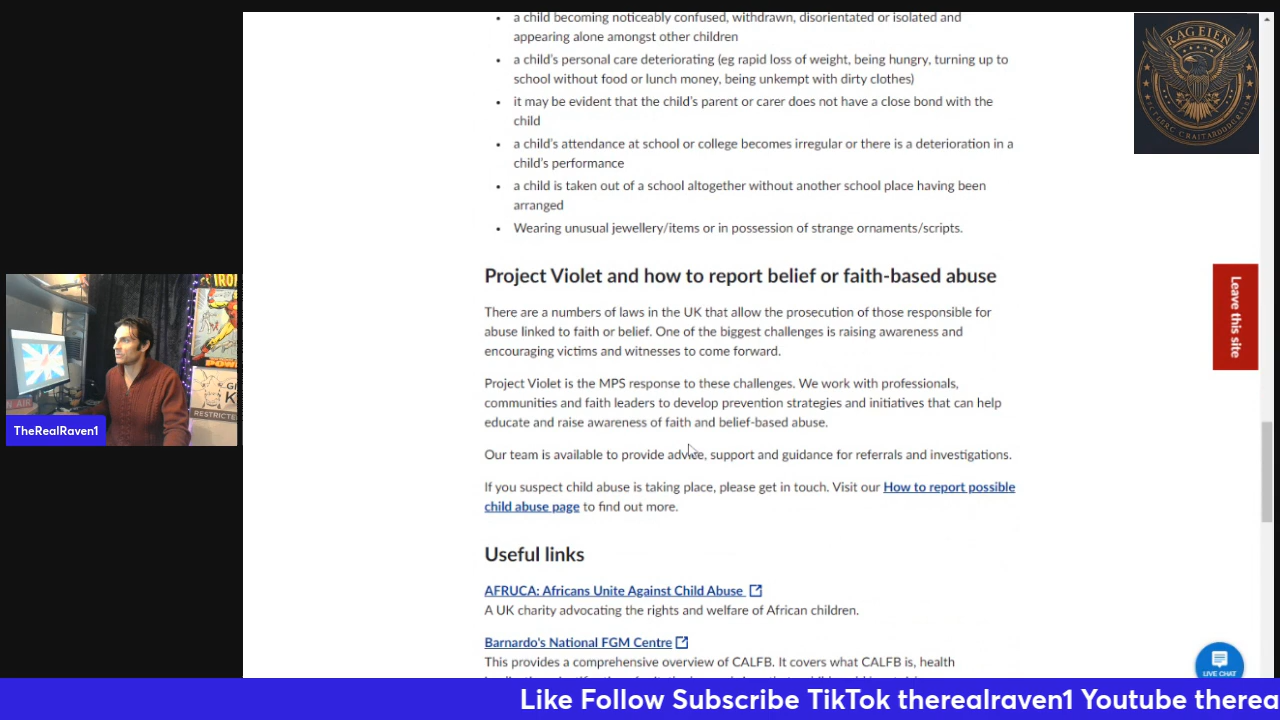 a child becoming noticeably confused, withdrawn, disorientated or isolated and
appearing alone amongst other children
a child's personal care deteriorating (eg rapid loss of weight, being hungry, turning up to
school without food or lunch money, being unkempt with dirty clothes)
it may be evident that the child's parent or carer does not have a close bond with the
child
a child's attendance at school or college becomes irregular or there is a deterioration in a
child's performance
a child is taken out of a school altogether without another school place having been
arranged
Wearing unusual jewellery/items or in possession of strange ornaments/scripts.
Project Violet and how to report belief or faith-based abuse
There are a numbers of laws in the UK that allow the prosecution of those responsible for
abuse linked to faith or belief. One of the biggest challenges is raising awareness and
encouraging victims and witnesses to come forward.
Project Violet is the MPS response to these challenges. We work with professionals,
communities and faith leaders to develop prevention strategies and initiatives that can help
educate and raise awareness of faith and belief-based abuse.
Our team is available to provide advice, support and guidance for referrals and investigations.
If you suspect child abuse is taking place, please get in touch. Visit our How to report possible
child abuse page to find out more.
Useful links
AFRUCA: Africans Unite Against Child Abuse
A UK charity advocating the rights and welfare of African children.
Barnardo's National FGM Centre
This provides a comprehensive overview of CALFB. It covers what CALFB is, health
RAGEIEN
Leave this site
LIVE CHAT
TheRealRaven1
RESTRICTE
Like Follow Subscribe TikTok therealraven1 Youtube therea